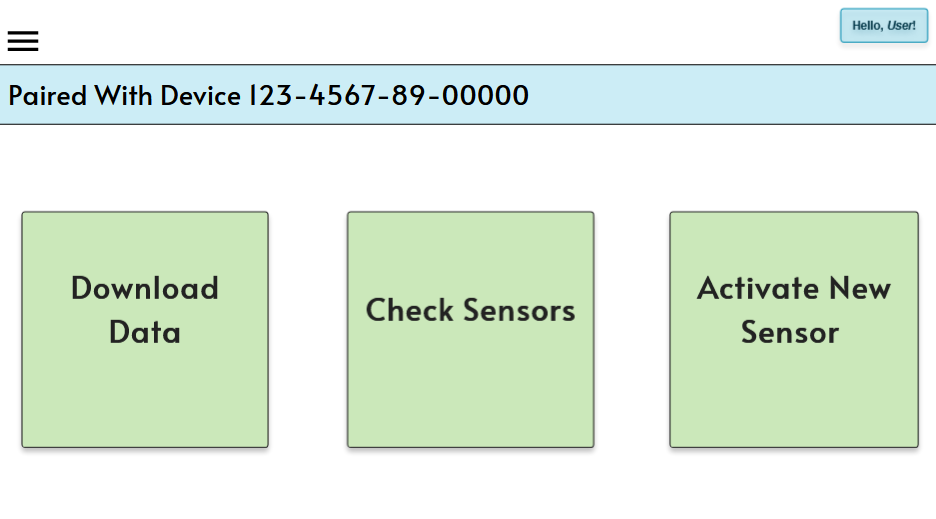 Hello, User!
Paired With Device 123-4567-89-00000
Download
Data
Check Sensors
Activate New
Sensor